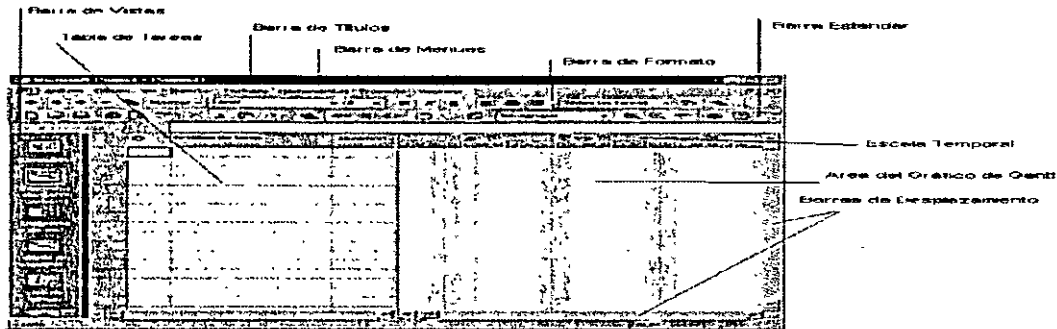 Barra de Vistas
Tabla de Tareas
Barra de Títulos
Barra de Menues
Barra de Formato
Barra Estándar
Escala Temporal
Area del Gráfico de Gantt
Barras de Desplazamiento